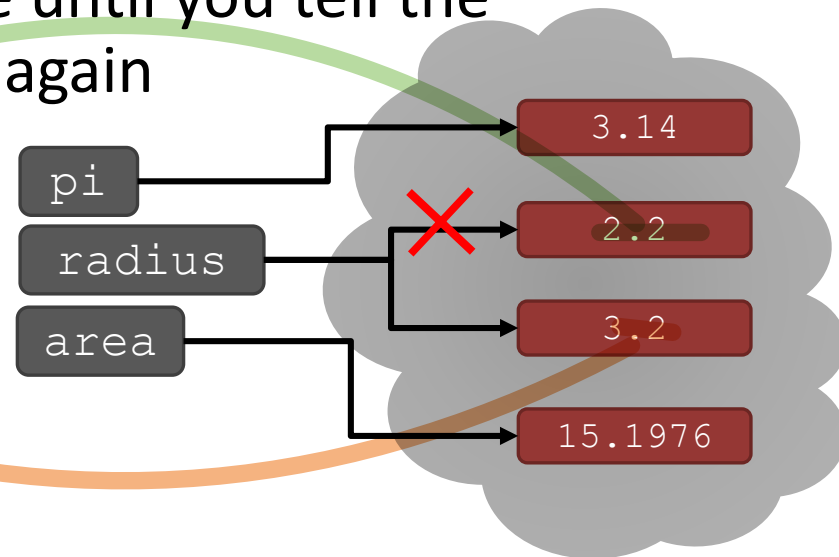 e until you tell the
again
pi
radius
area
3.14
2.2
3.2
15.1976